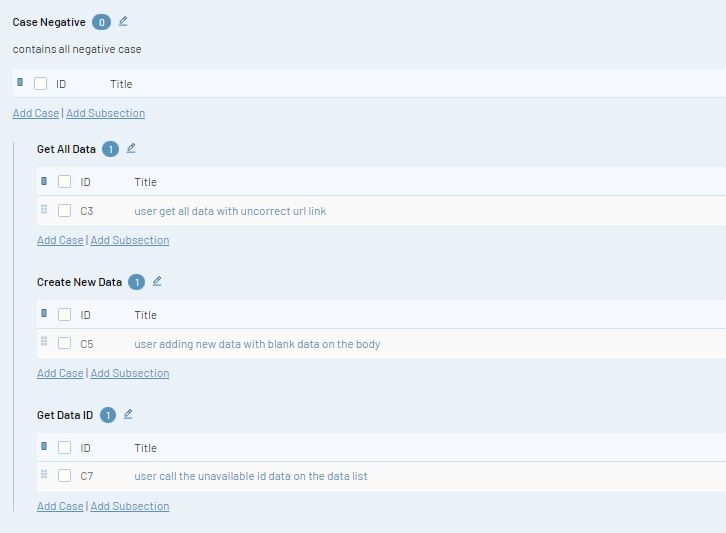 Case Negative 0
contains all negative case
ID Title
Add Case | Add Subsection
Get All Data 1
ID Title
C3 user get all data with uncorrect url link
Add Case | Add Subsection
Create New Data 1
ID Title
C5 user adding new data with blank data on the body
Add Case | Add Subsection
Get Data ID 1
ID Title
C7 user call the unavailable id data on the data list
Add Case | Add Subsection